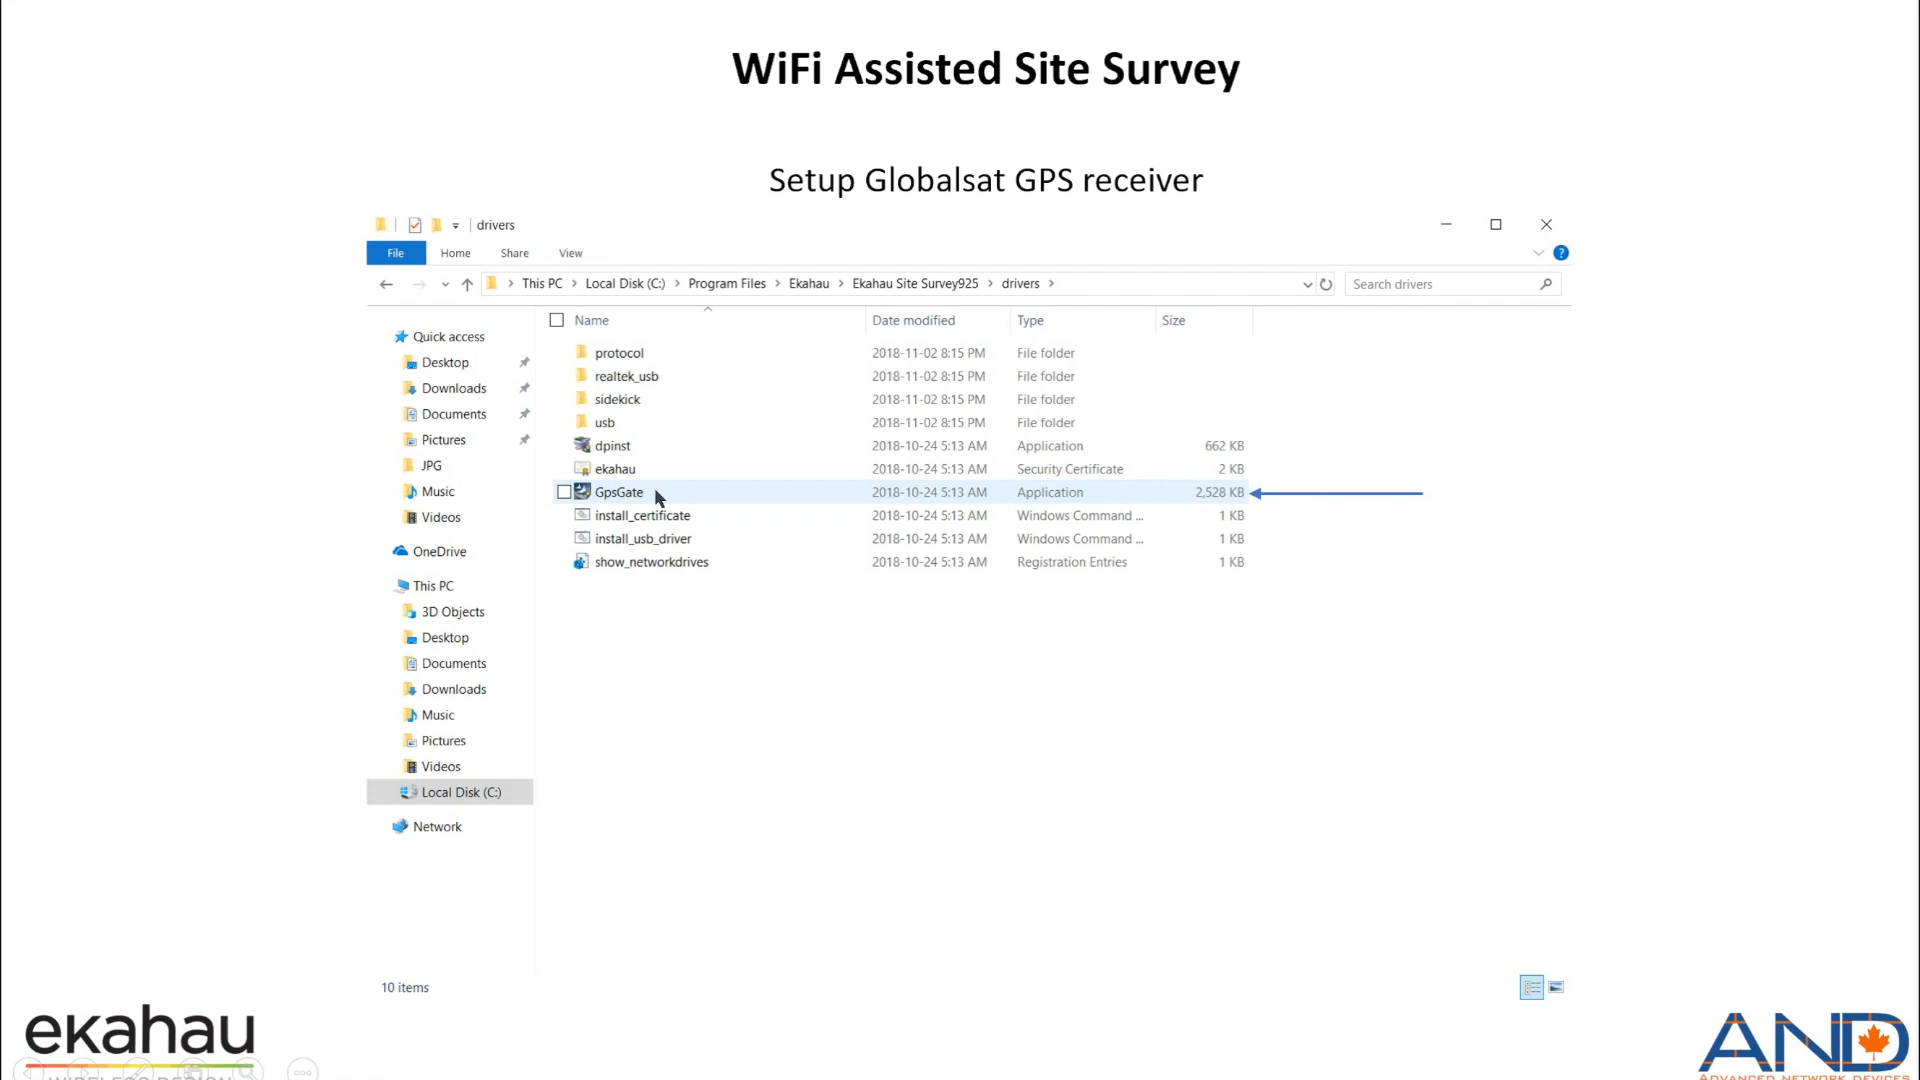 WiFi Assisted Site Survey
Setup Globalsat GPS receiver
drivers
File Home Share View
This PC > Local Disk (C:) > Program Files > Ekahau > Ekahau Site Survey925 > drivers >
Search drivers
Name Date modified Type Size
protocol 2018-11-02 8:15 PM File folder
realtek_usb 2018-11-02 8:15 PM File folder
sidekick 2018-11-02 8:15 PM File folder
usb 2018-11-02 8:15 PM File folder
dpinst 2018-10-24 5:13 AM Application 662 KB
ekahau 2018-10-24 5:13 AM Security Certificate 2 KB
GpsGate 2018-10-24 5:13 AM Application 2,528 KB
install_certificate 2018-10-24 5:13 AM Windows Command ... 1 KB
install_usb_driver 2018-10-24 5:13 AM Windows Command ... 1 KB
show_networkdrives 2018-10-24 5:13 AM Registration Entries 1 KB
Quick access
Desktop
Downloads
Documents
Pictures
JPG
Music
Videos
OneDrive
This PC
3D Objects
Desktop
Documents
Downloads
Music
Pictures
Videos
Local Disk (C:)
Network
10 items
ekahau
WIRELESS DESIGN
AND
ADVANCED NETWORK DEVICES